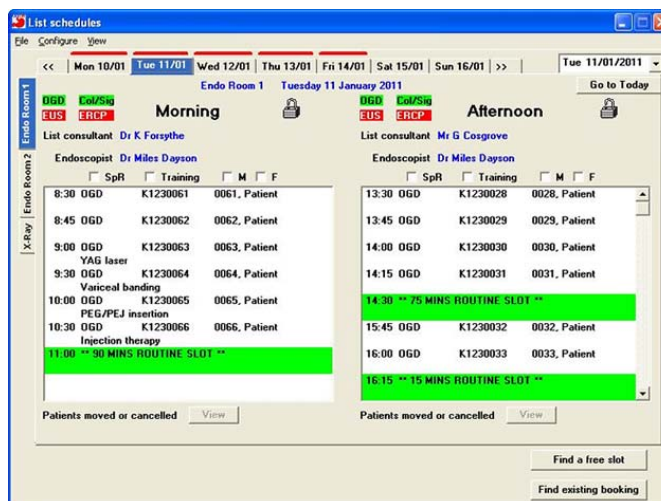 List schedules
File Configure View
<< Mon 10/01 Tue 11/01 Wed 12/01 Thu 13/01 Fri 14/01 Sat 15/01 Sun 16/01 >> Tue 11/01/2011
Endo Room 1 Tuesday 11 January 2011 Go to Today
Endo Room1
Endo Room 2
X-Ray
OGD Col/Sig
EUS ERCP
Morning
List consultant Dr K Forsythe
Endoscopist Dr Miles Dayson
SpR Training M F
8:30 OGD K1230061 0061, Patient
8:45 OGD K1230062 0062, Patient
9:00 OGD K1230063 0063, Patient
YAG laser
9:30 OGD K1230064 0064, Patient
Variceal banding
10:00 OGD K1230065 0065, Patient
PEG/PEJ insertion
10:30 OGD K1230066 0066, Patient
Injection therapy
11:00 ** 90 MINS ROUTINE SLOT **
Patients moved or cancelled View
OGD Col/Sig
EUS ERCP
Afternoon
List consultant Mr G Cosgrove
Endoscopist Dr Miles Dayson
SpR Training M F
13:30 OGD K1230028 0028, Patient
13:45 OGD K1230029 0029, Patient
14:00 OGD K1230030 0030, Patient
14:15 OGD K1230031 0031, Patient
14:30 ** 75 MINS ROUTINE SLOT **
15:45 OGD K1230032 0032, Patient
16:00 OGD K1230033 0033, Patient
16:15 ** 15 MINS ROUTINE SLOT **
Patients moved or cancelled View
Find a free slot
Find existing booking